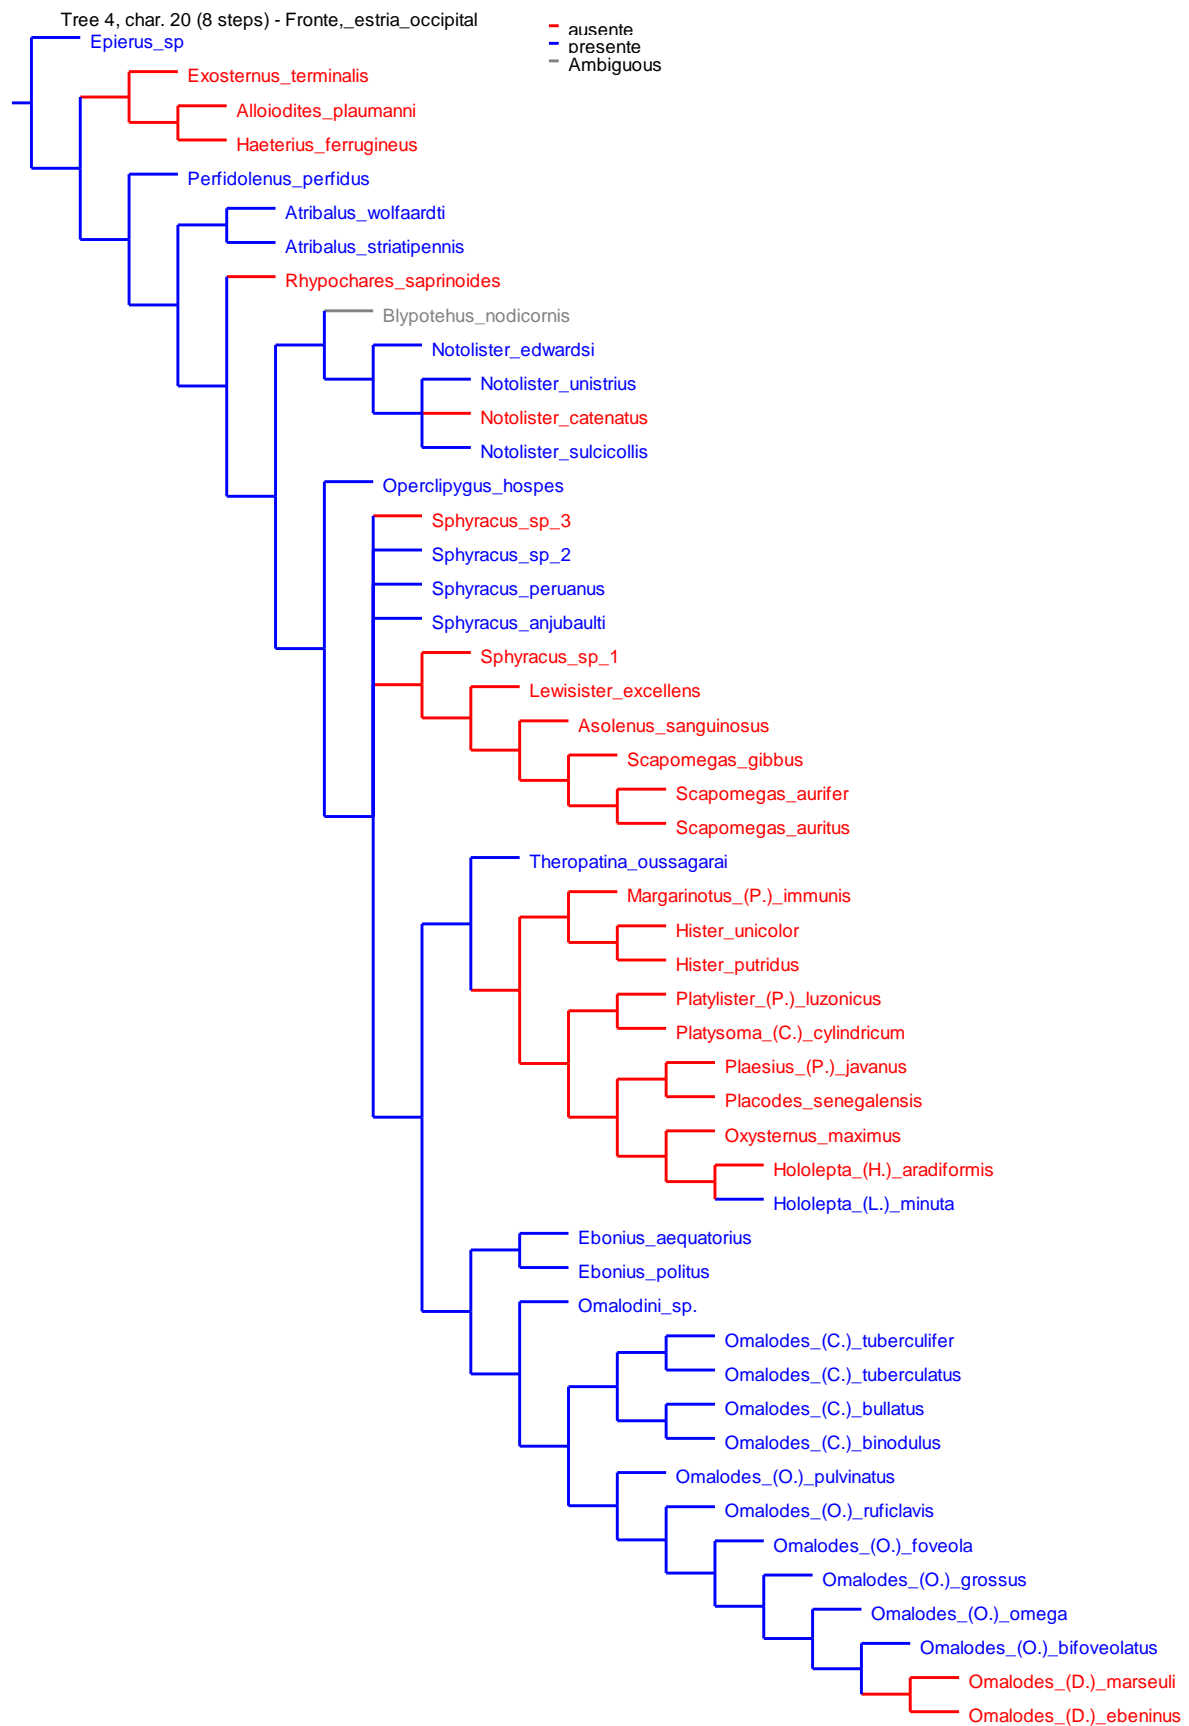 Tree 4, char. 20 (8 steps) - Fronte,_estria_occipital
ausente
presente
Ambiguous
Epierus_sp
Exosternus_terminalis
Alloiodites_plaumanni
Haeterius_ferrugineus
Perfidolenus_perfidus
Atribalus_wolfaardti
Atribalus_striatipennis
Rhypochares_saprinoides
Blypotehus_nodicornis
Notolister_edwardsi
Notolister_unistrius
Notolister_catenatus
Notolister_sulcicollis
Operclipygus_hospes
Sphyracus_sp_3
Sphyracus_sp_2
Sphyracus_peruanus
Sphyracus_anjubaulti
Sphyracus_sp_1
Lewisister_excellens
Asolenus_sanguinosus
Scapomegas_gibbus
Scapomegas_aurifer
Scapomegas_auritus
Theropatina_oussagarai
Margarinotus_(P.)_immunis
Hister_unicolor
Hister_putridus
Platylister_(P.)_luzonicus
Platysoma_(C.)_cylindricum
Plaesius_(P.)_javanus
Placodes_senegalensis
Oxysternus_maximus
Hololepta_(H.)_aradiformis
Hololepta_(L.)_minuta
Ebonius_aequatorius
Ebonius_politus
Omalodini_sp.
Omalodes_(C.)_tuberculifer
Omalodes_(C.)_tuberculatus
Omalodes_(C.)_bullatus
Omalodes_(C.)_binodulus
Omalodes_(O.)_pulvinatus
Omalodes_(O.)_ruficlavis
Omalodes_(O.)_foveola
Omalodes_(O.)_grossus
Omalodes_(O.)_omega
Omalodes_(O.)_bifoveolatus
Omalodes_(D.)_marseuli
Omalodes_(D.)_ebeninus